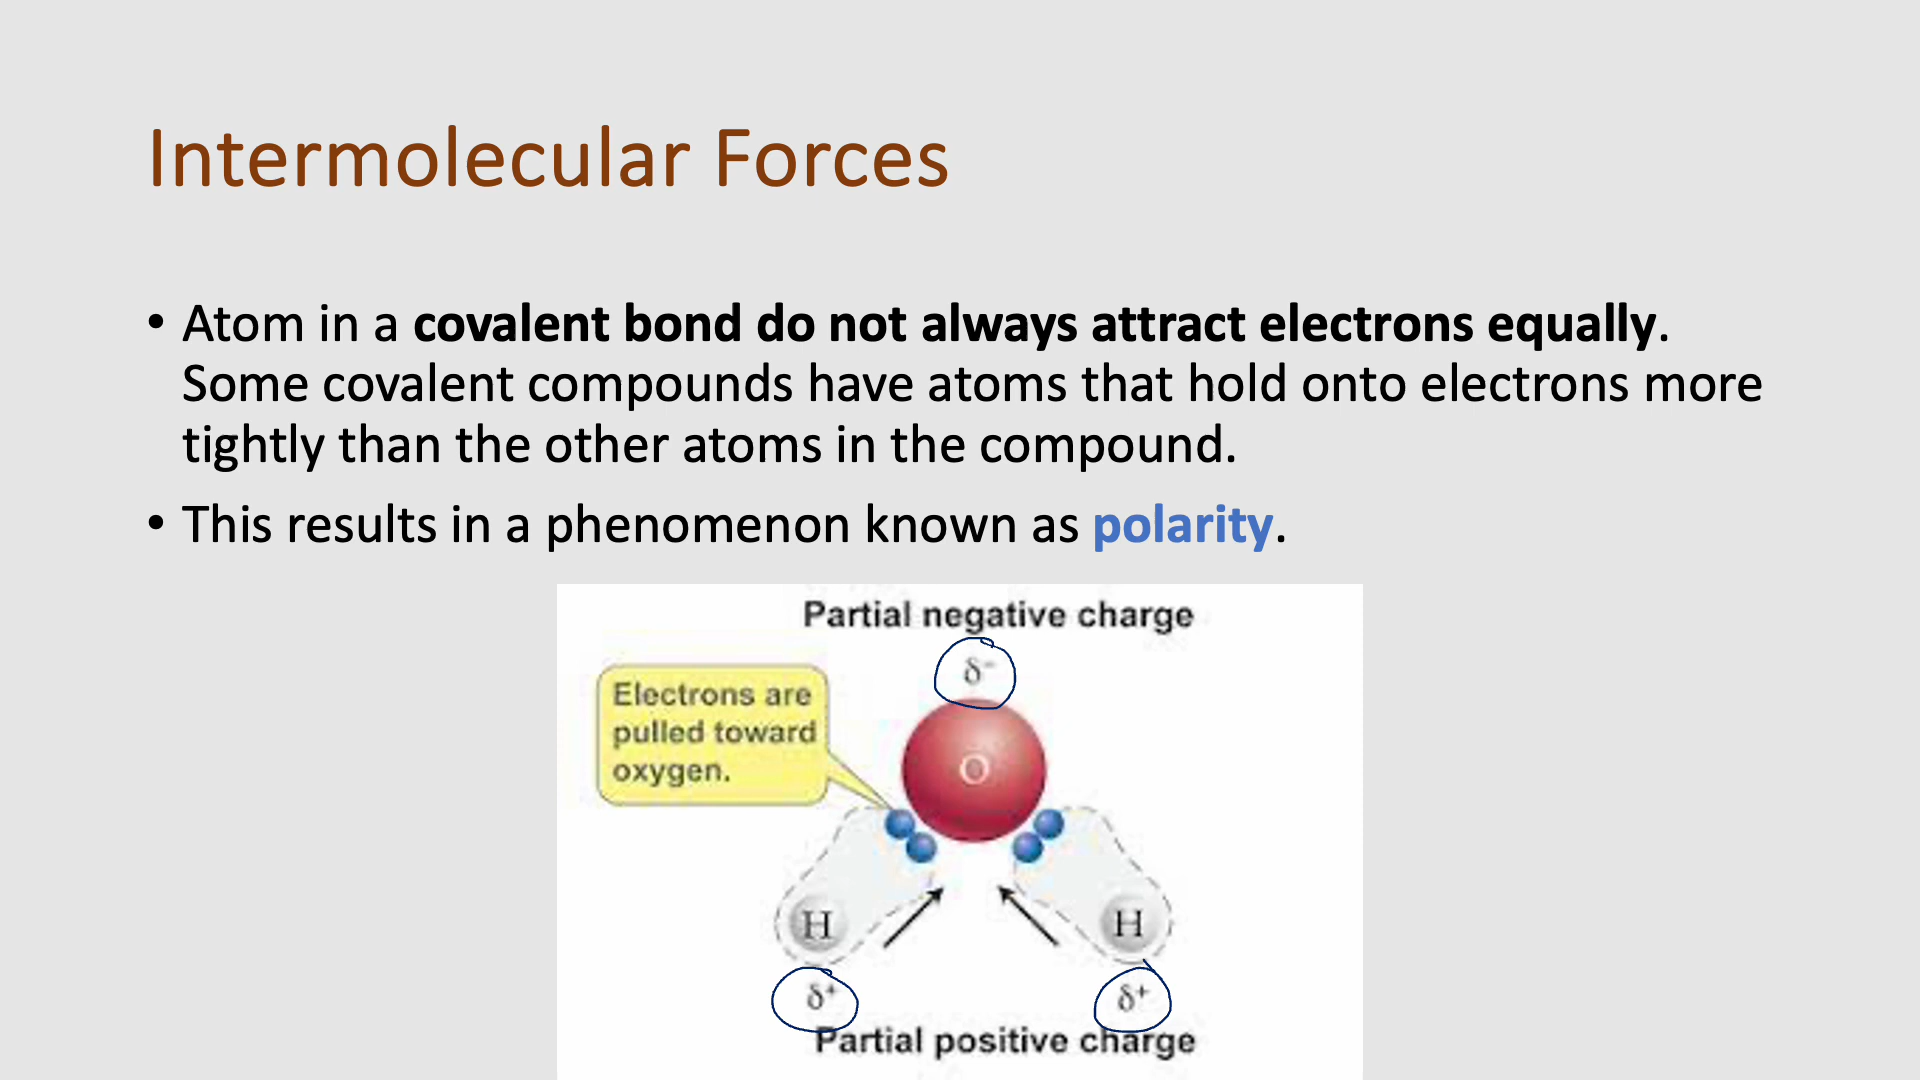 Intermolecular Forces
• Atom in a covalent bond do not always attract electrons equally.
Some covalent compounds have atoms that hold onto electrons more
tightly than the other atoms in the compound.
• This results in a phenomenon known as polarity.
Partial negative charge
δ⁻
Electrons are
pulled toward
oxygen.
O
H
H
δ⁺
δ⁺
Partial positive charge